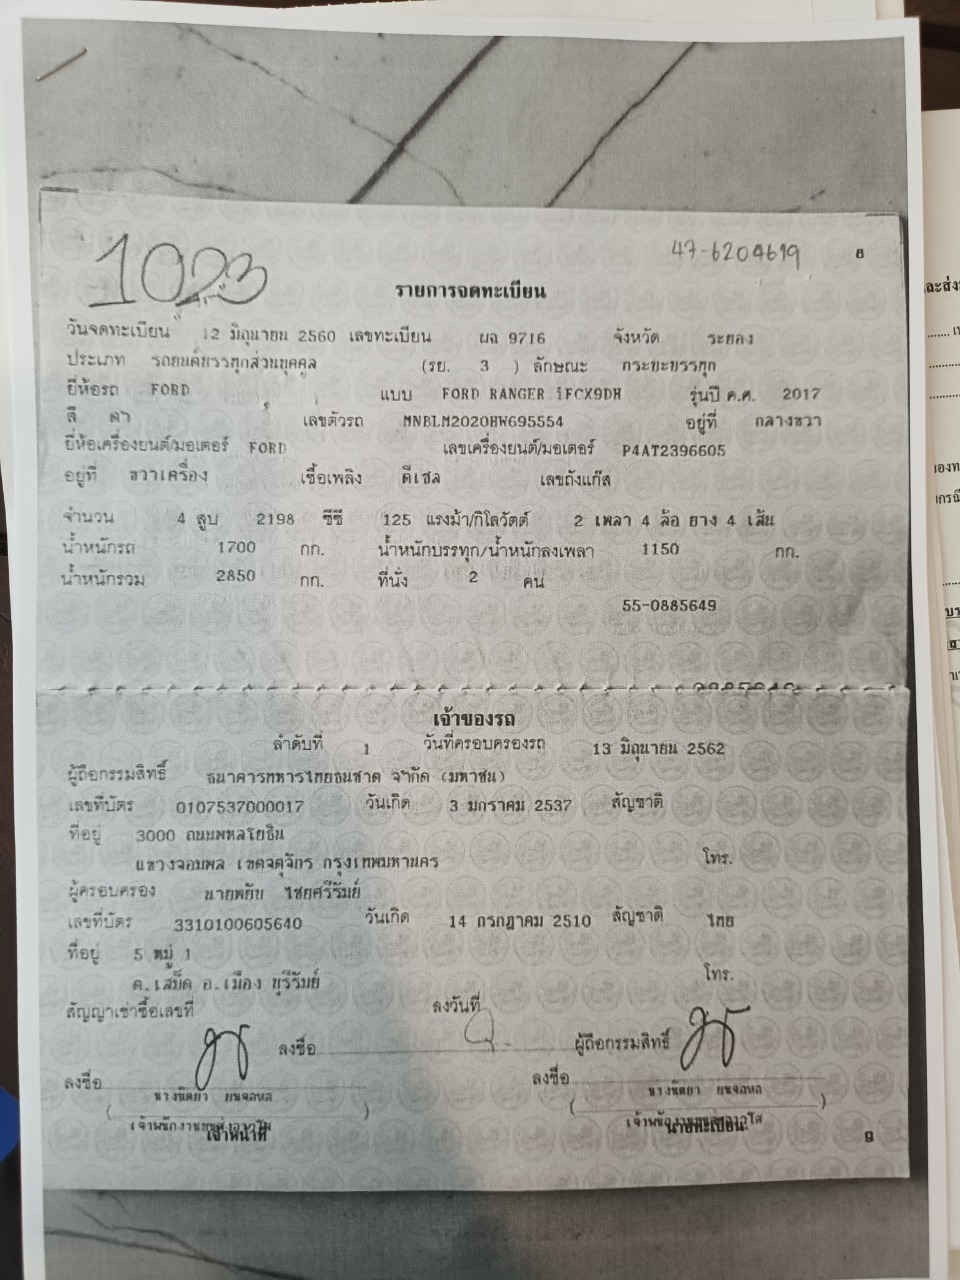 1023
47-6204619
8
รายการจดทะเบียน
วันจดทะเบียน 12 มิถุนายน 2560 เลขทะเบียน ผฉ 9716 จังหวัด ระยอง
ประเภท รถยนต์บรรทุกส่วนบุคคล (รย. 3 ) ลักษณะ กระบะบรรทุก
ยี่ห้อรถ FORD แบบ FORD RANGER 1FCX9DH รุ่นปี ค.ศ. 2017
สี ดำ เลขตัวรถ MNBLM2020HW695554 อยู่ที่ กลางขวา
ยี่ห้อเครื่องยนต์/มอเตอร์ FORD เลขเครื่องยนต์/มอเตอร์ P4AT2396605
อยู่ที่ ขวาเครื่อง เชื้อเพลิง ดีเซล เลขถังแก๊ส
จำนวน 4 สูบ 2198 ซีซี 125 แรงม้า/กิโลวัตต์ 2 เพลา 4 ล้อ ยาง 4 เส้น
น้ำหนักรถ 1700 กก. น้ำหนักบรรทุก/น้ำหนักลงเพลา 1150 กก.
น้ำหนักรวม 2850 กก. ที่นั่ง 2 คน
55-0885649
เจ้าของรถ
ลำดับที่ 1 วันที่ครอบครองรถ 13 มิถุนายน 2562
ผู้ถือกรรมสิทธิ์ ธนาคารทหารไทยธนชาต จำกัด (มหาชน)
เลขที่บัตร 0107537000017 วันเกิด 3 มกราคม 2537 สัญชาติ
ที่อยู่ 3000 ถนนพหลโยธิน
แขวงจอมพล เขตจตุจักร กรุงเทพมหานคร โทร.
ผู้ครอบครอง นายพยัน ไชยศรีรัมย์
เลขที่บัตร 3310100605640 วันเกิด 14 กรกฎาคม 2510 สัญชาติ ไทย
ที่อยู่ 5 หมู่ 1
ต.เสม็ด อ.เมือง บุรีรัมย์ โทร.
สัญญาเช่าซื้อเลขที่ ลงวันที่
ลงชื่อ ผู้ถือกรรมสิทธิ์
ลงชื่อ ลงชื่อ
( นางนิตยา ) ( นางนิตยา )
เจ้าหน้าที่ นายทะเบียน
9